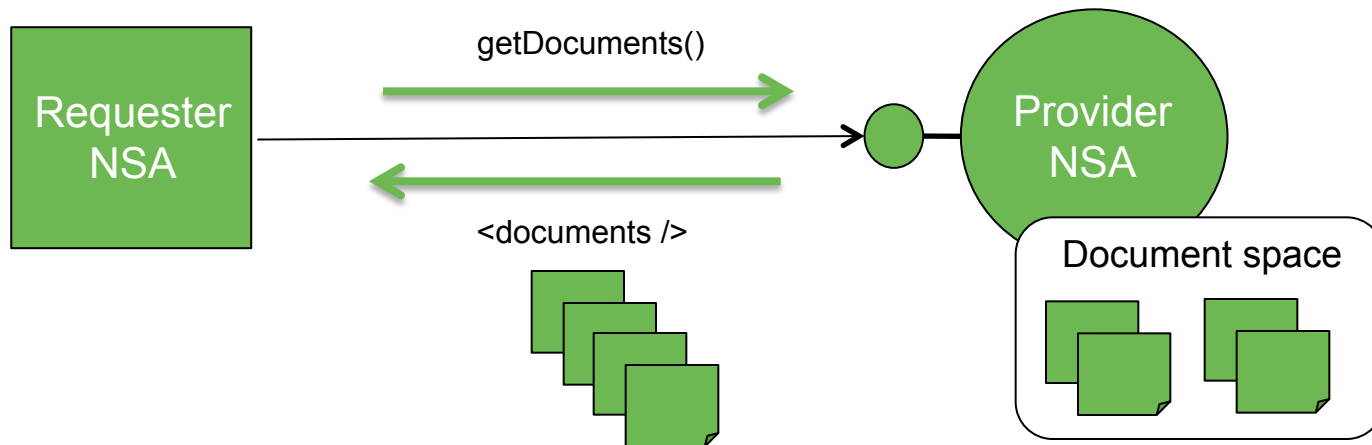 getDocuments()
Requester
NSA
Provider
NSA
<documents />
Document space